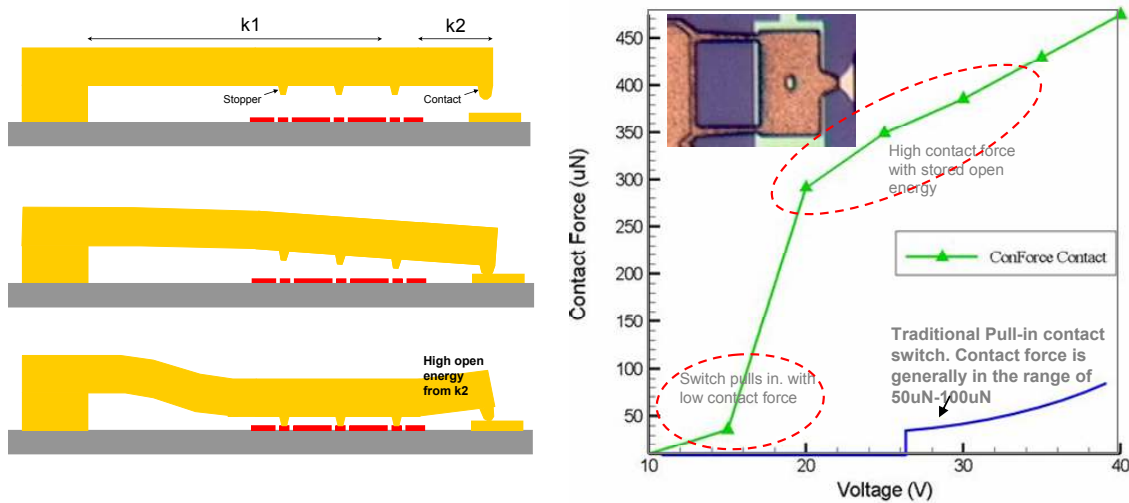 k1
k2
Stopper
Contact
High open
energy
from k2
Contact Force (uN)
450
400
350
300
250
200
150
100
50
High contact force
with stored open
energy
ConForce Contact
Traditional Pull-in contact
switch. Contact force is
generally in the range of
50uN-100uN
Switch pulls in. with
low contact force
10
20
30
40
Voltage (V)